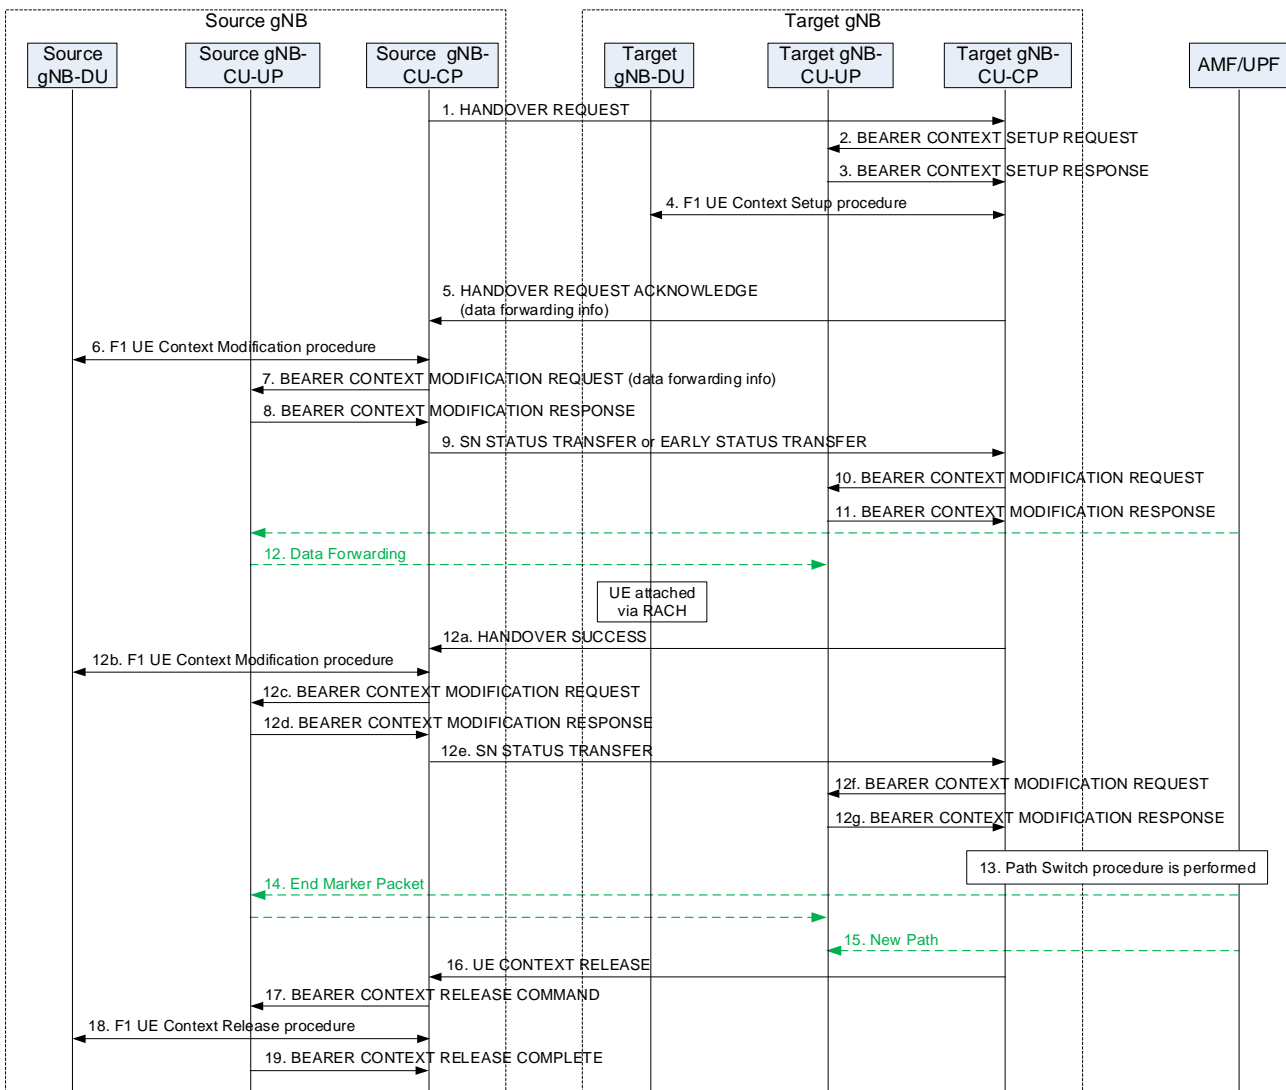 Source gNB
Target gNB
Source
gNB-DU
Source gNB-
CU-UP
Source gNB-
CU-CP
Target
gNB-DU
Target gNB-
CU-UP
Target gNB-
CU-CP
AMF/UPF
1. HANDOVER REQUEST
2. BEARER CONTEXT SETUP REQUEST
3. BEARER CONTEXT SETUP RESPONSE
4. F1 UE Context Setup procedure
5. HANDOVER REQUEST ACKNOWLEDGE
(data forwarding info)
6. F1 UE Context Modification procedure
7. BEARER CONTEXT MODIFICATION REQUEST (data forwarding info)
8. BEARER CONTEXT MODIFICATION RESPONSE
9. SN STATUS TRANSFER or EARLY STATUS TRANSFER
10. BEARER CONTEXT MODIFICATION REQUEST
11. BEARER CONTEXT MODIFICATION RESPONSE
12. Data Forwarding
UE attached
via RACH
12a. HANDOVER SUCCESS
12b. F1 UE Context Modification procedure
12c. BEARER CONTEXT MODIFICATION REQUEST
12d. BEARER CONTEXT MODIFICATION RESPONSE
12e. SN STATUS TRANSFER
12f. BEARER CONTEXT MODIFICATION REQUEST
12g. BEARER CONTEXT MODIFICATION RESPONSE
13. Path Switch procedure is performed
14. End Marker Packet
15. New Path
16. UE CONTEXT RELEASE
17. BEARER CONTEXT RELEASE COMMAND
18. F1 UE Context Release procedure
19. BEARER CONTEXT RELEASE COMPLETE